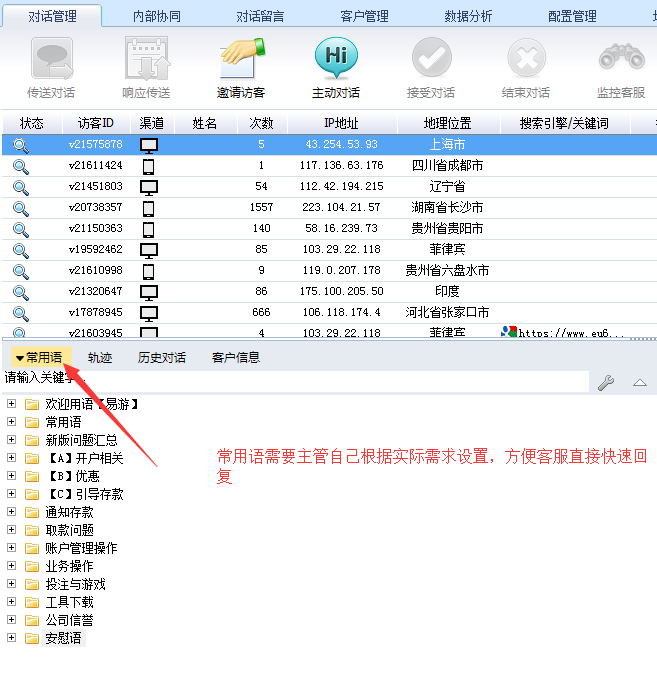 对话管理 内部协同 对话留言 客户管理 数据分析 配置管理
Hi
传送对话 响应传送 邀请访客 主动对话 接受对话 结束对话 监控客服
状态 访客ID 渠道 姓名 次数 IP地址 地理位置 搜索引擎/关键词
v21575878 5 43.254.53.93 上海市
v21611424 1 117.136.63.176 四川省成都市
v21451803 54 112.42.194.215 辽宁省
v20738357 1557 223.104.21.57 湖南省长沙市
v21150363 140 58.16.239.73 贵州省贵阳市
v19592462 85 103.29.22.118 菲律宾
v21610998 9 119.0.207.178 贵州省六盘水市
v21320647 86 175.100.205.50 印度
v17878945 666 106.118.174.4 河北省张家口市
v21603945 4 103.29.22.118 菲律宾 https://www.eu6...
常用语 轨迹 历史对话 客户信息
请输入关键字...
欢迎用语【易游】
常用语
新版问题汇总
【A】开户相关
【B】优惠
【C】引导存款
通知存款
取款问题
账户管理操作
业务操作
投注与游戏
工具下载
公司信誉
安慰语
常用语需要主管自己根据实际需求设置，方便客服直接快速回
复